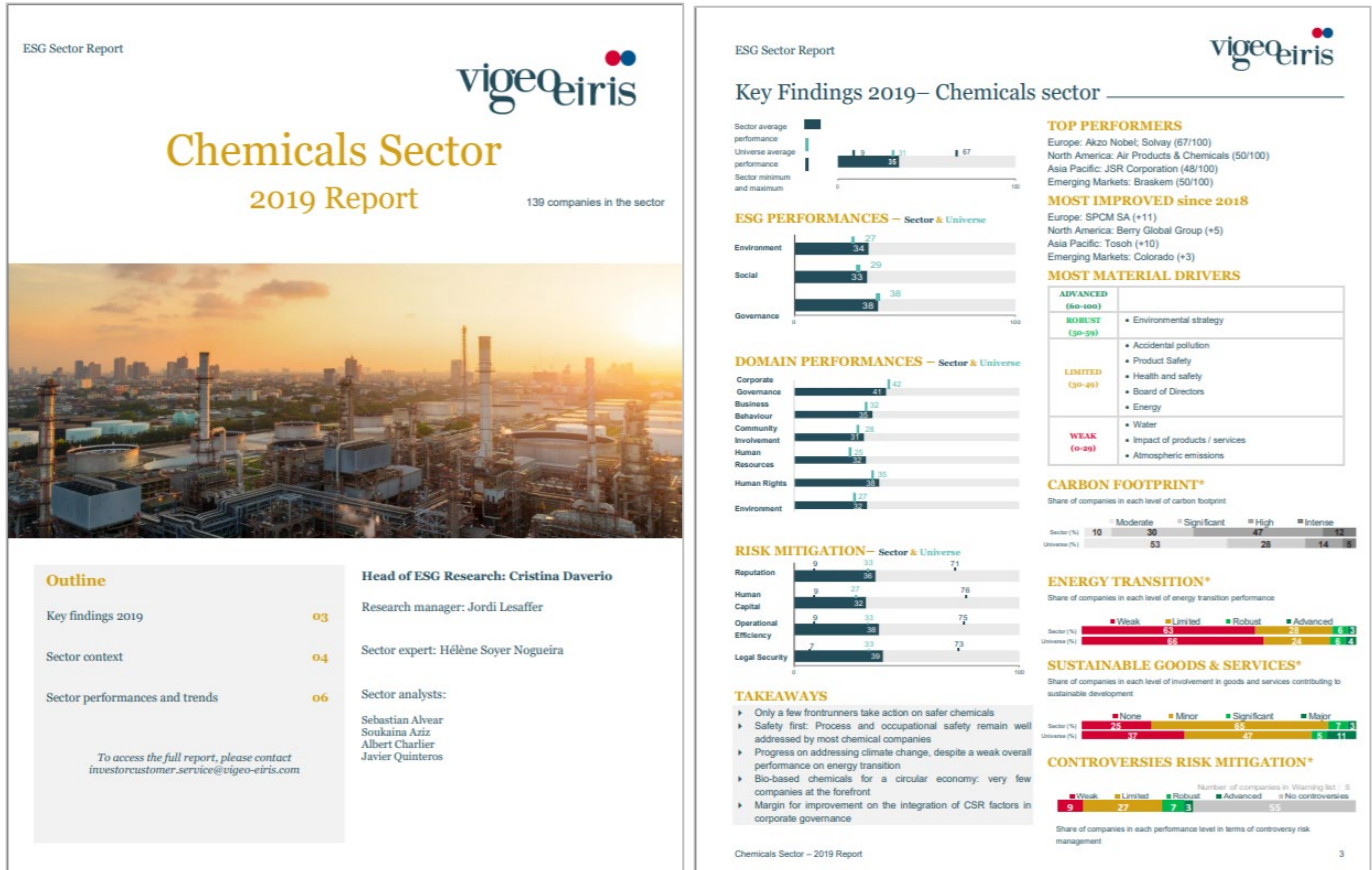 ESG Sector Report
vigeoeiris
Chemicals Sector
2019 Report
139 companies in the sector
Outline
Key findings 2019 03
Sector context 04
Sector performances and trends 06
To access the full report, please contact
investorcustomer.service@vigeo-eiris.com
Head of ESG Research: Cristina Daverio
Research manager: Jordi Lesaffer
Sector expert: Hélène Soyer Nogueira
Sector analysts:
Sebastian Alvear
Soukaina Aziz
Albert Charlier
Javier Quinteros
ESG Sector Report
vigeoeiris
Key Findings 2019– Chemicals sector
Sector average
performance
Universe average
performance
Sector minimum
and maximum
9 31 67
35
0 100
ESG PERFORMANCES – Sector & Universe
27
Environment 34
29
Social 33
38
38
Governance
0 100
DOMAIN PERFORMANCES – Sector & Universe
Corporate 42
Governance 41
Business 32
Behaviour 35
Community 28
Involvement 31
Human 25
Resources 32
35
Human Rights 38
27
Environment 32
RISK MITIGATION– Sector & Universe
9 33 71
Reputation 36
Human 9 27 76
Capital 32
Operational 9 33 75
Efficiency 38
7 33 73
Legal Security 39
0 100
TAKEAWAYS
Only a few frontrunners take action on safer chemicals
Safety first: Process and occupational safety remain well
addressed by most chemical companies
Progress on addressing climate change, despite a weak overall
performance on energy transition
Bio-based chemicals for a circular economy: very few
companies at the forefront
Margin for improvement on the integration of CSR factors in
corporate governance
TOP PERFORMERS
Europe: Akzo Nobel; Solvay (67/100)
North America: Air Products & Chemicals (50/100)
Asia Pacific: JSR Corporation (48/100)
Emerging Markets: Braskem (50/100)
MOST IMPROVED since 2018
Europe: SPCM SA (+11)
North America: Berry Global Group (+5)
Asia Pacific: Tosoh (+10)
Emerging Markets: Colorado (+3)
MOST MATERIAL DRIVERS
ADVANCED
(60-100)
ROBUST
(50-59)
• Environmental strategy
LIMITED
(30-49)
• Accidental pollution
• Product Safety
• Health and safety
• Board of Directors
• Energy
WEAK
(0-29)
• Water
• Impact of products / services
• Atmospheric emissions
CARBON FOOTPRINT*
Share of companies in each level of carbon footprint
Moderate Significant High Intense
Sector (%) 10 30 47 12
Universe (%) 53 28 14 5
ENERGY TRANSITION*
Share of companies in each level of energy transition performance
Weak Limited Robust Advanced
Sector (%) 63 28 6 3
Universe (%) 66 24 6 4
SUSTAINABLE GOODS & SERVICES*
Share of companies in each level of involvement in goods and services contributing to
sustainable development
None Minor Significant Major
Sector (%) 25 65 7 3
Universe (%) 37 47 5 11
CONTROVERSIES RISK MITIGATION*
Number of companies in Warning list : 5
Weak Limited Robust Advanced No controversies
9 27 7 3 55
Share of companies in each performance level in terms of controversy risk
management
Chemicals Sector – 2019 Report 3